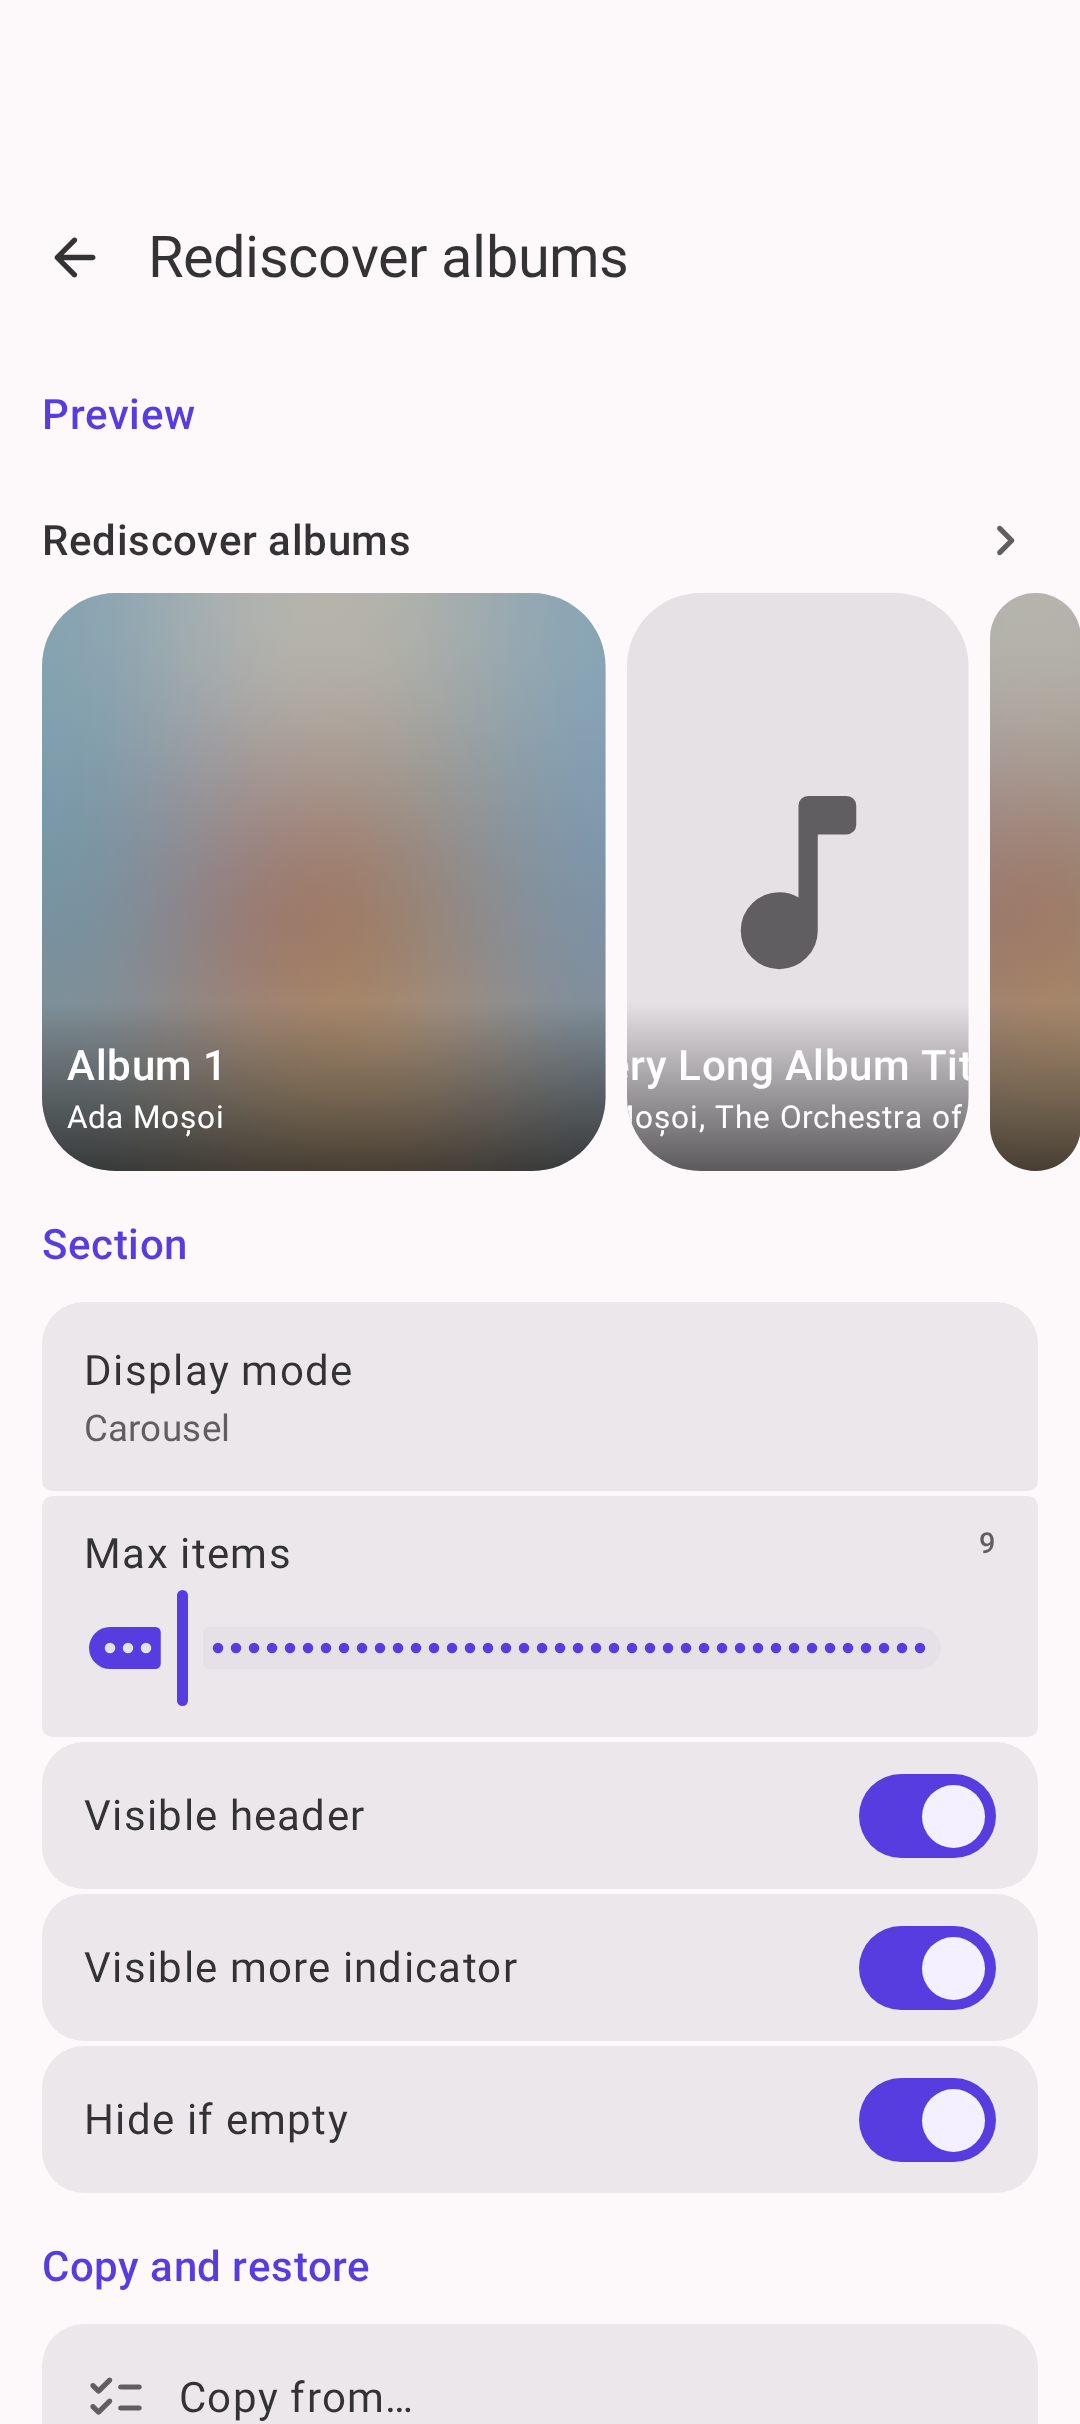 Rediscover albums
Preview
Rediscover albums
Album 1
Ada Moșoi
ry Long Album Tit
oșoi, The Orchestra of
Section
Display mode
Carousel
Max items
9
Visible header
Visible more indicator
Hide if empty
Copy and restore
Copy from…